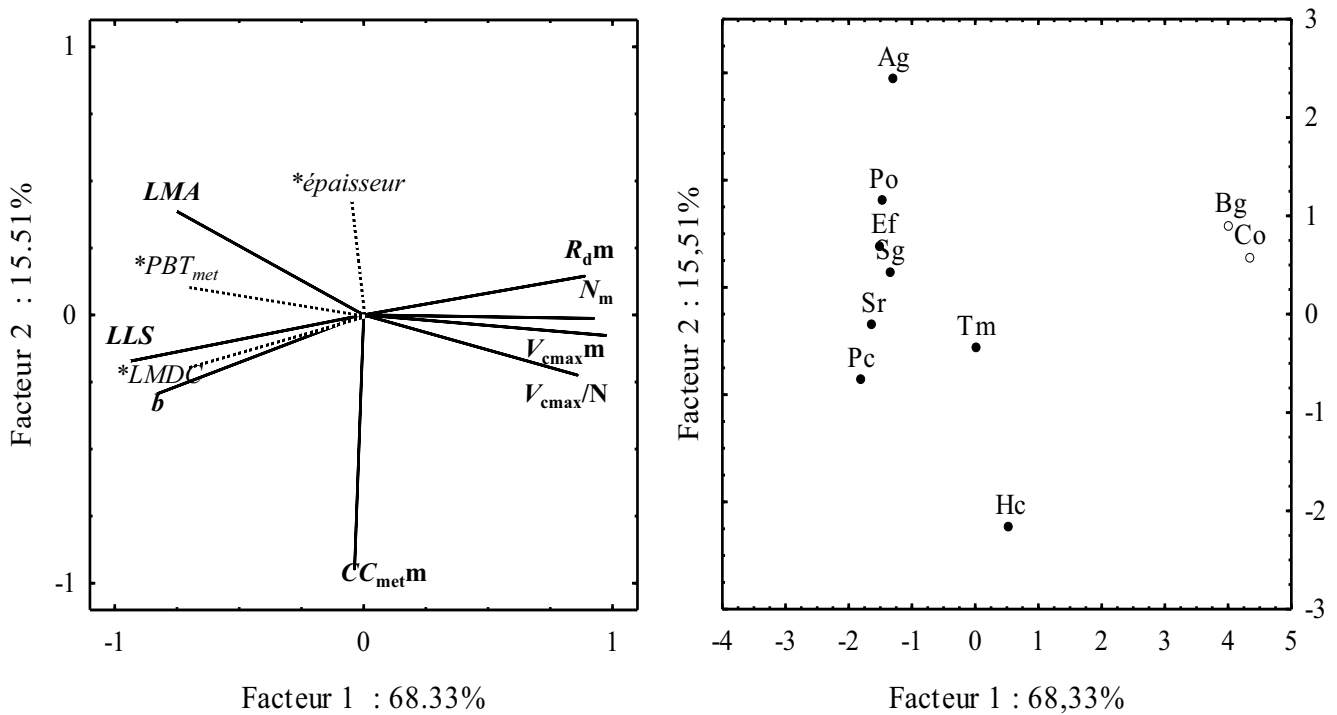 1
0
-1
Facteur 2 : 15.51%
*épaisseur
LMA
*PBTmet
LLS
*LMDC
b
Rdm
Nm
Vcmaxm
Vcmax/N
CCmetm
-1 0 1
Facteur 1 : 68.33%
Facteur 2 : 15,51%
Ag
Po
Ef
Sg
Sr
Pc
Tm
Hc
Bg
Co
3
2
1
0
-1
-2
-3
-4 -3 -2 -1 0 1 2 3 4 5
Facteur 1 : 68,33%